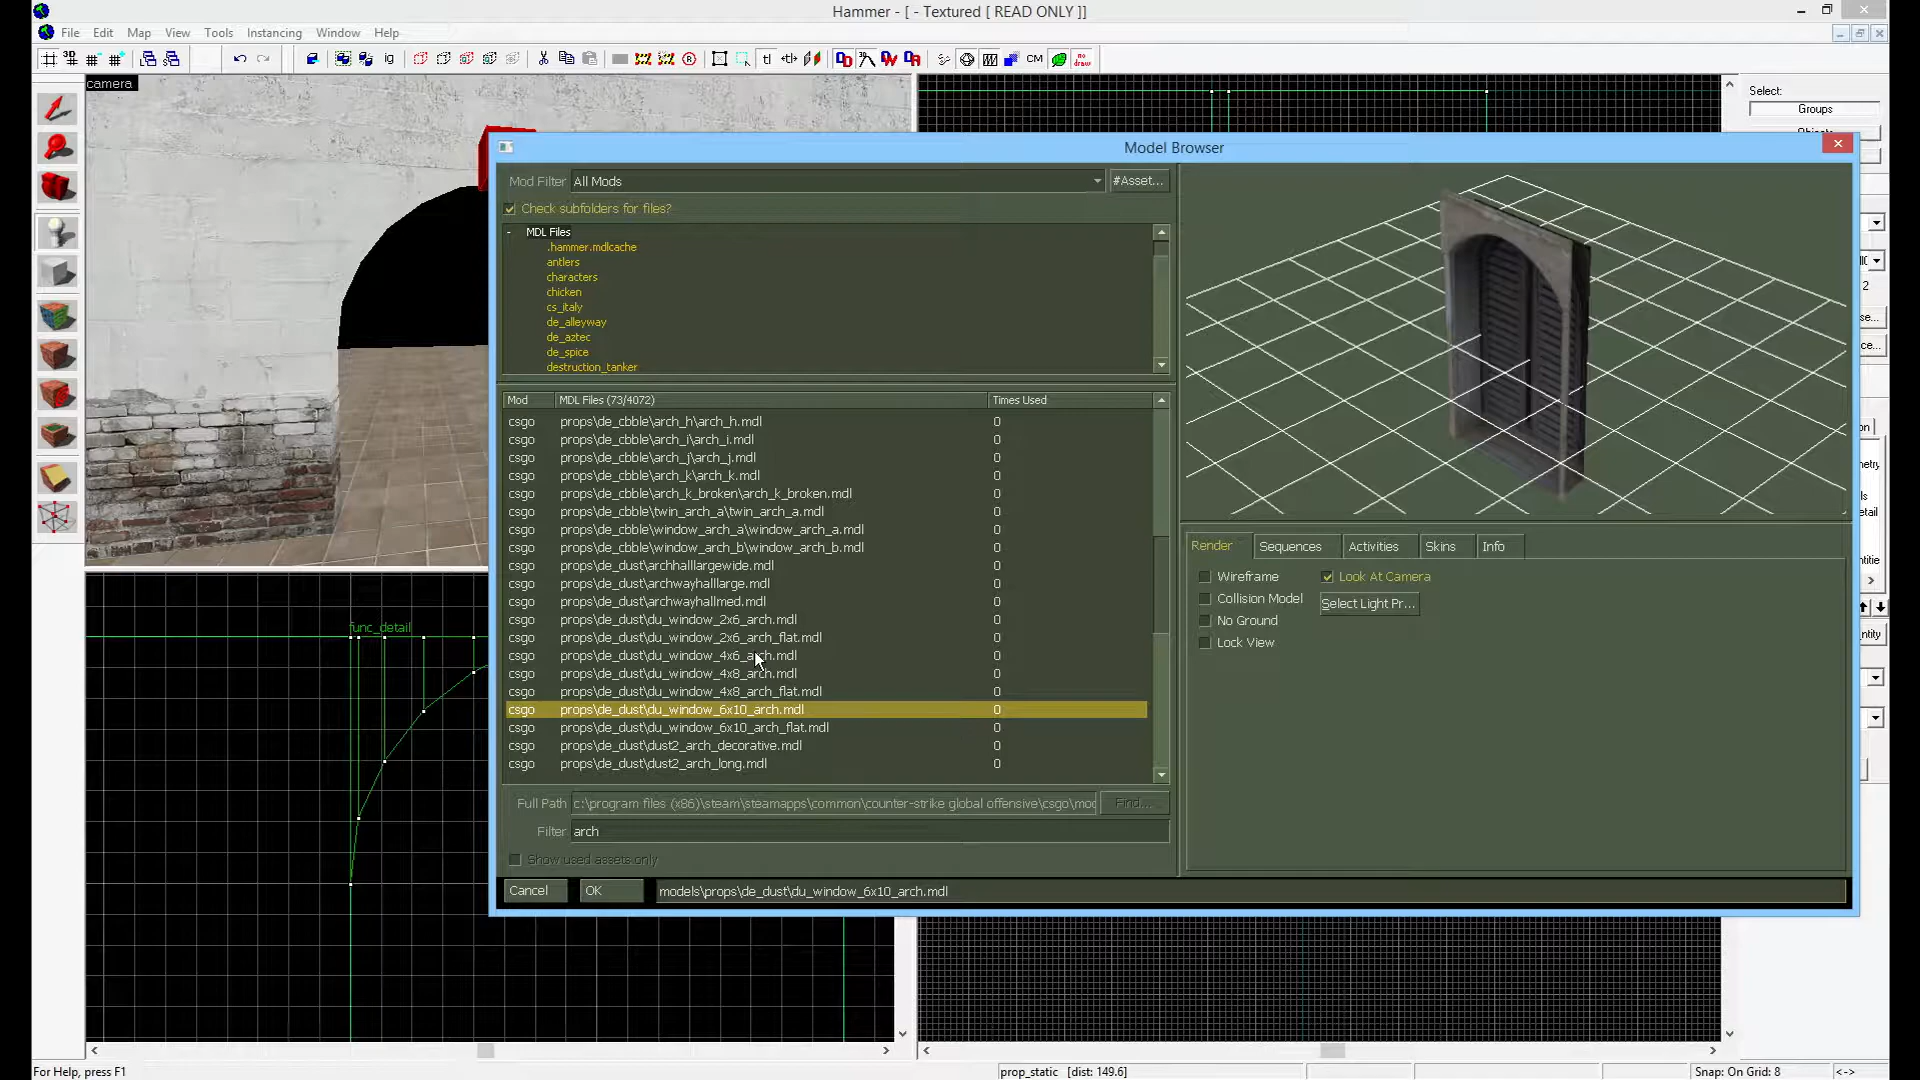 Hammer - [ - Textured [ READ ONLY ]]
File Edit Map View Tools Instancing Window Help
camera
Select:
Groups
Model Browser
Mod Filter All Mods #Asset...
Check subfolders for files?
- MDL Files
.hammer.mdlcache
antlers
characters
chicken
cs_italy
de_alleyway
de_aztec
de_spice
destruction_tanker
Mod MDL Files (73/4072) Times Used
csgo props\de_cbble\arch_h\arch_h.mdl 0
csgo props\de_cbble\arch_i\arch_i.mdl 0
csgo props\de_cbble\arch_j\arch_j.mdl 0
csgo props\de_cbble\arch_k\arch_k.mdl 0
csgo props\de_cbble\arch_k_broken\arch_k_broken.mdl 0
csgo props\de_cbble\twin_arch_a\twin_arch_a.mdl 0
csgo props\de_cbble\window_arch_a\window_arch_a.mdl 0
csgo props\de_cbble\window_arch_b\window_arch_b.mdl 0
csgo props\de_dust\archhalllargewide.mdl 0
csgo props\de_dust\archwayhalllarge.mdl 0
csgo props\de_dust\archwayhallmed.mdl 0
csgo props\de_dust\du_window_2x6_arch.mdl 0
csgo props\de_dust\du_window_2x6_arch_flat.mdl 0
csgo props\de_dust\du_window_4x6_arch.mdl 0
csgo props\de_dust\du_window_4x8_arch.mdl 0
csgo props\de_dust\du_window_4x8_arch_flat.mdl 0
csgo props\de_dust\du_window_6x10_arch.mdl 0
csgo props\de_dust\du_window_6x10_arch_flat.mdl 0
csgo props\de_dust\dust2_arch_decorative.mdl 0
csgo props\de_dust\dust2_arch_long.mdl 0
Full Path c:\program files (x86)\steam\steamapps\common\counter-strike global offensive\csgo\mo Find...
Filter arch
Show used assets only
Cancel OK models\props\de_dust\du_window_6x10_arch.mdl
Render Sequences Activities Skins Info
Wireframe Look At Camera
Collision Model Select Light Pr...
No Ground
Lock View
func_detail
For Help, press F1
prop_static [dist: 149.6]
Snap: On Grid: 8 <->